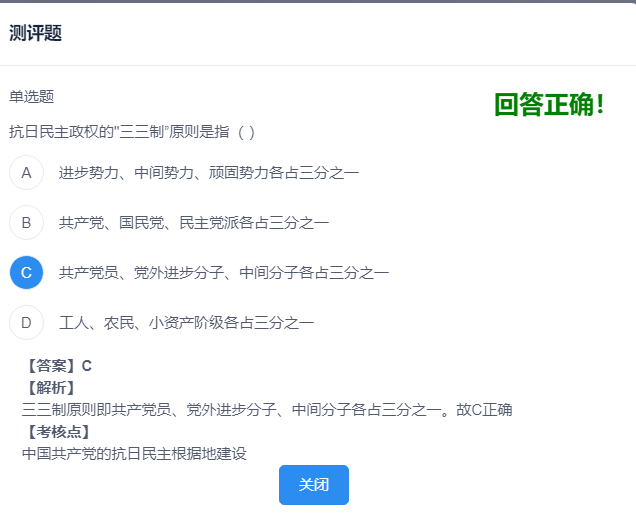 测评题
单选题
回答正确！
抗日民主政权的"三三制”原则是指（ ）
A 进步势力、中间势力、顽固势力各占三分之一
B 共产党、国民党、民主党派各占三分之一
C 共产党员、党外进步分子、中间分子各占三分之一
D 工人、农民、小资产阶级各占三分之一
【答案】C
【解析】
三三制原则即共产党员、党外进步分子、中间分子各占三分之一。故C正确
【考核点】
中国共产党的抗日民主根据地建设
关闭